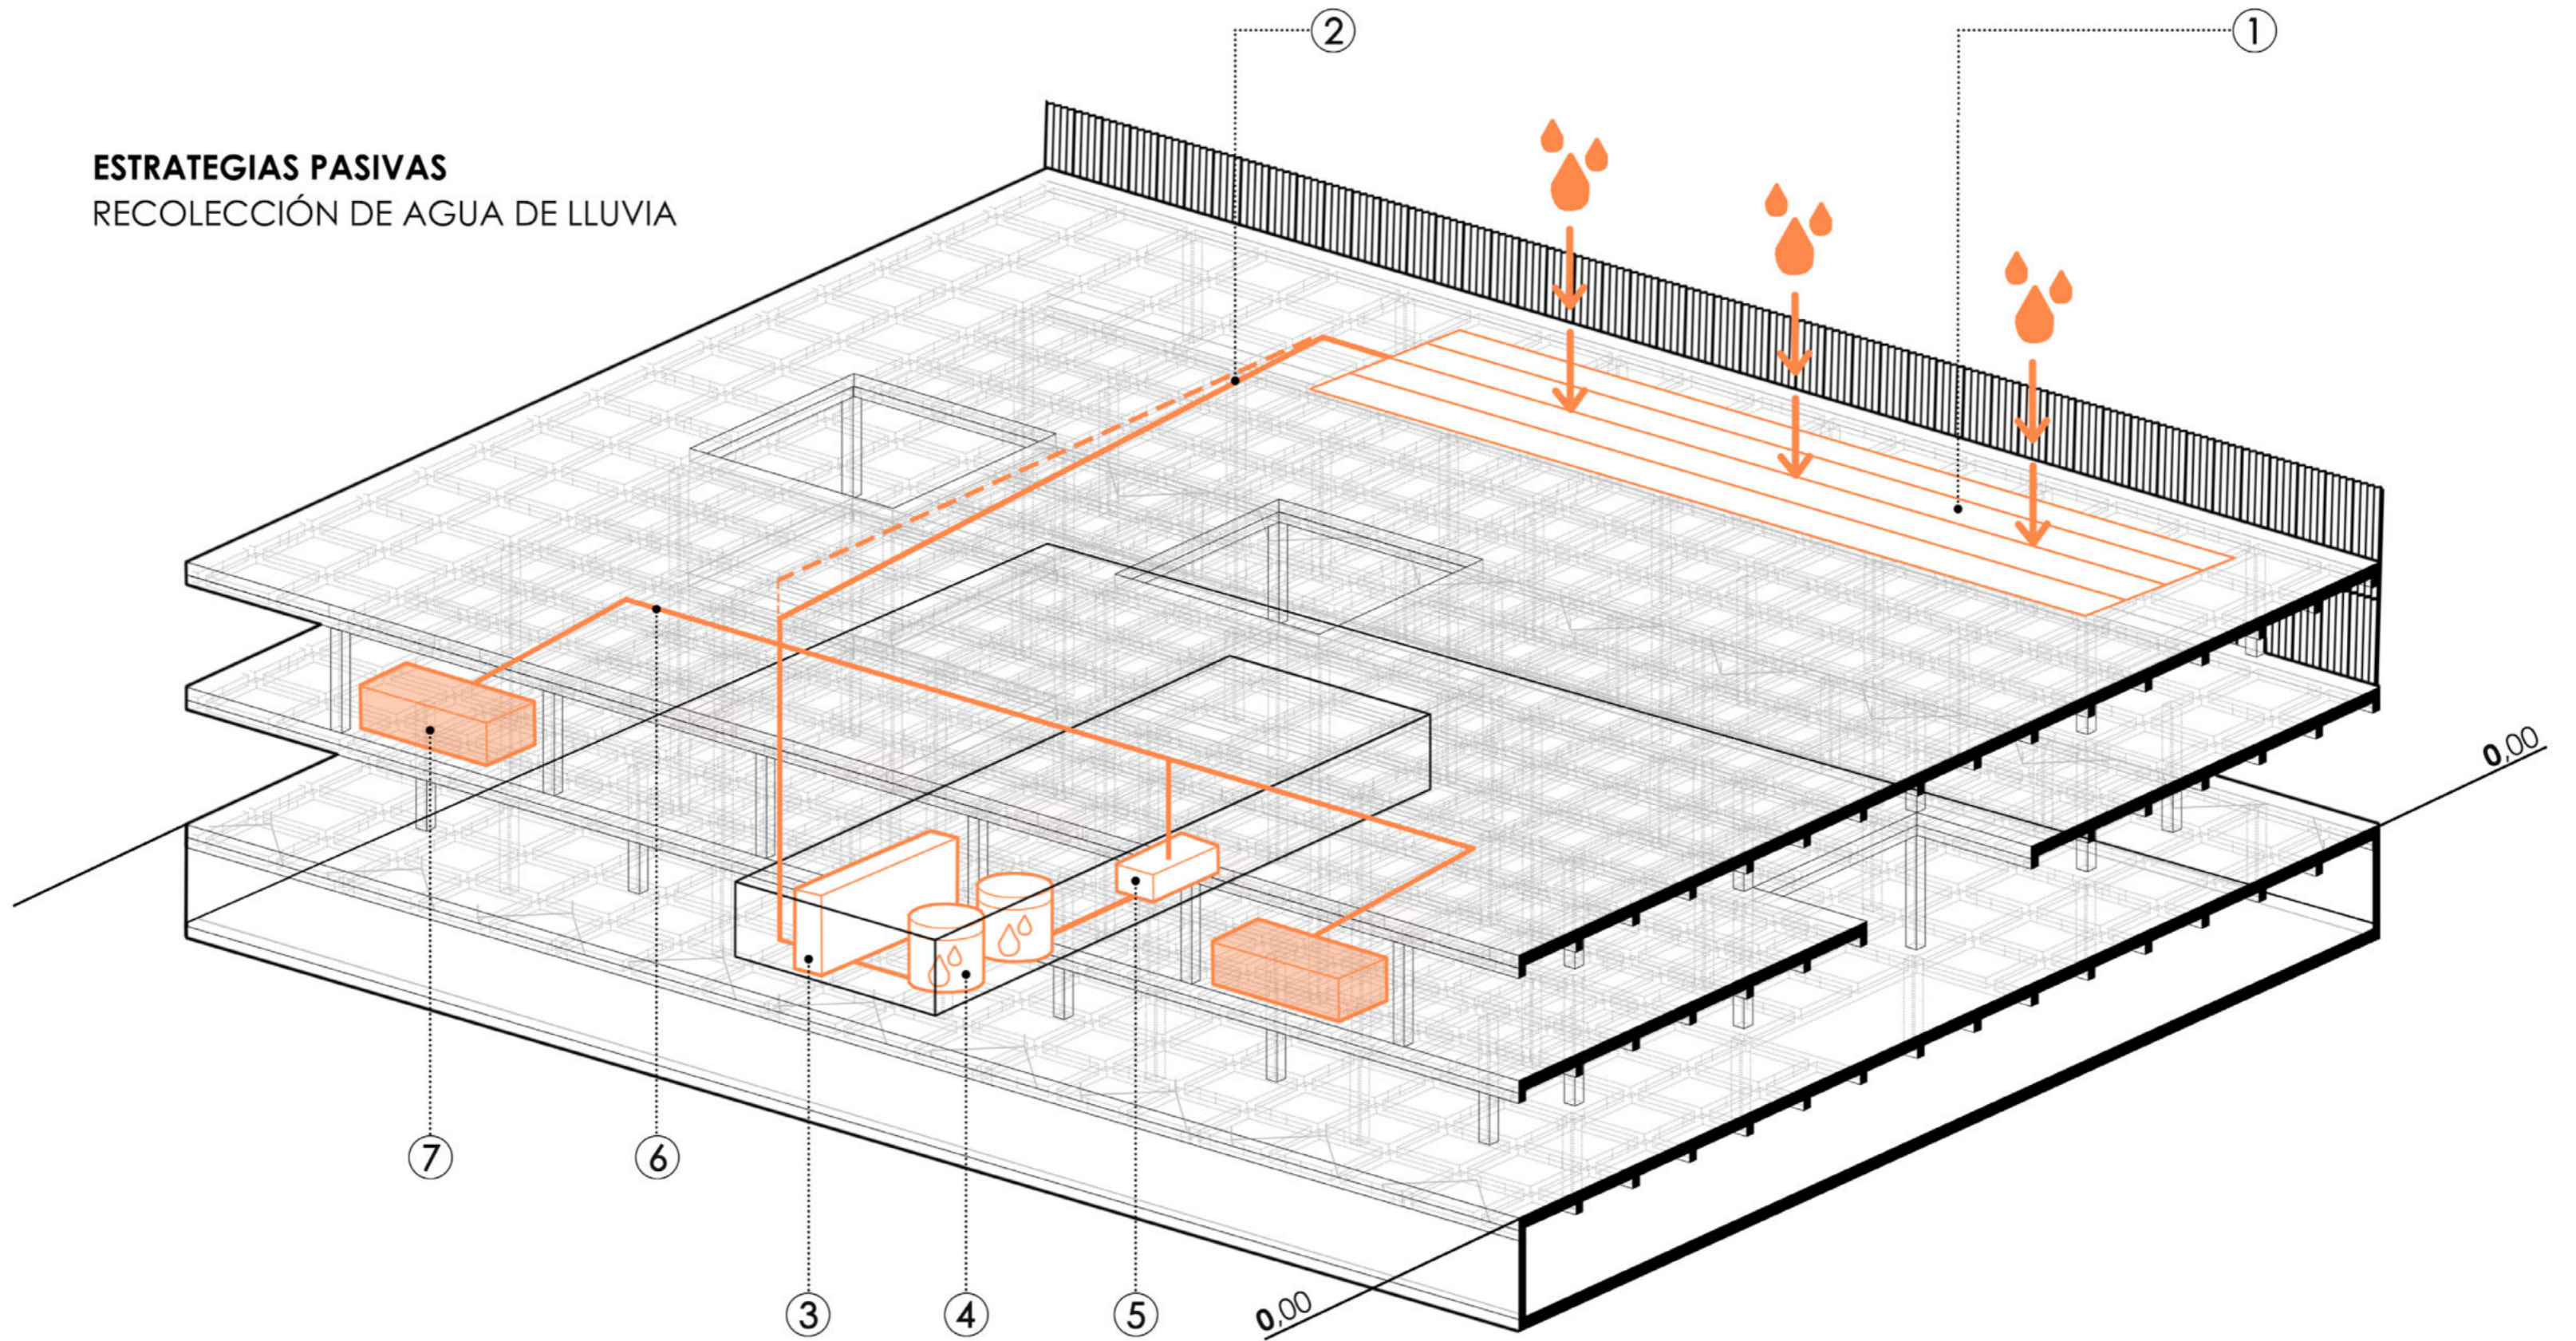 ② ①
ESTRATEGIAS PASIVAS
RECOLECCIÓN DE AGUA DE LLUVIA
0,00
⑦ ⑥
③ ④ ⑤ 0,00